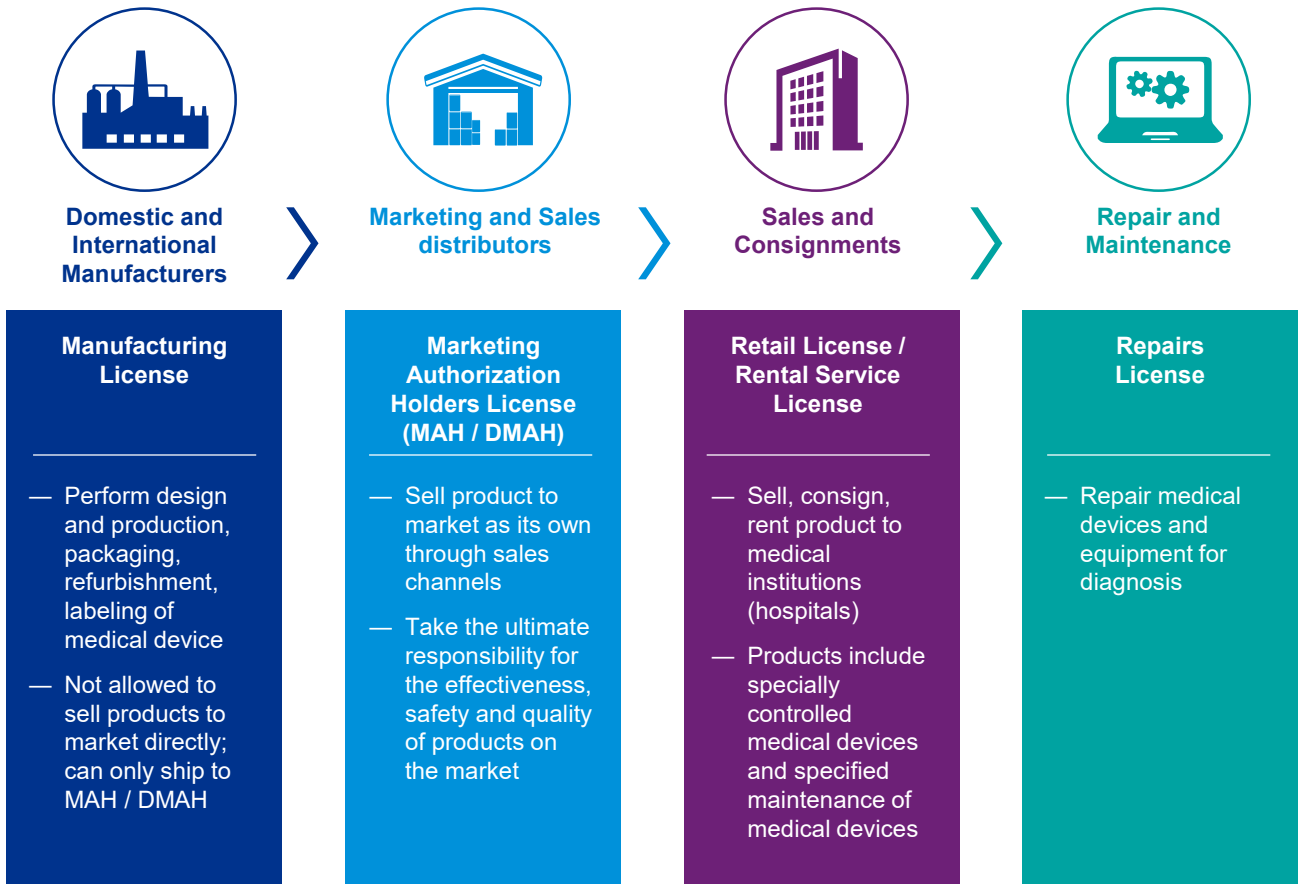 Domestic and
International
Manufacturers
Marketing and Sales
distributors
Sales and
Consignments
Repair and
Maintenance
Manufacturing
License
— Perform design
and production,
packaging,
refurbishment,
labeling of
medical device
— Not allowed to
sell products to
market directly;
can only ship to
MAH / DMAH
Marketing
Authorization
Holders License
(MAH / DMAH)
— Sell product to
market as its own
through sales
channels
— Take the ultimate
responsibility for
the effectiveness,
safety and quality
of products on
the market
Retail License /
Rental Service
License
— Sell, consign,
rent product to
medical
institutions
(hospitals)
— Products include
specially
controlled
medical devices
and specified
maintenance of
medical devices
Repairs
License
— Repair medical
devices and
equipment for
diagnosis